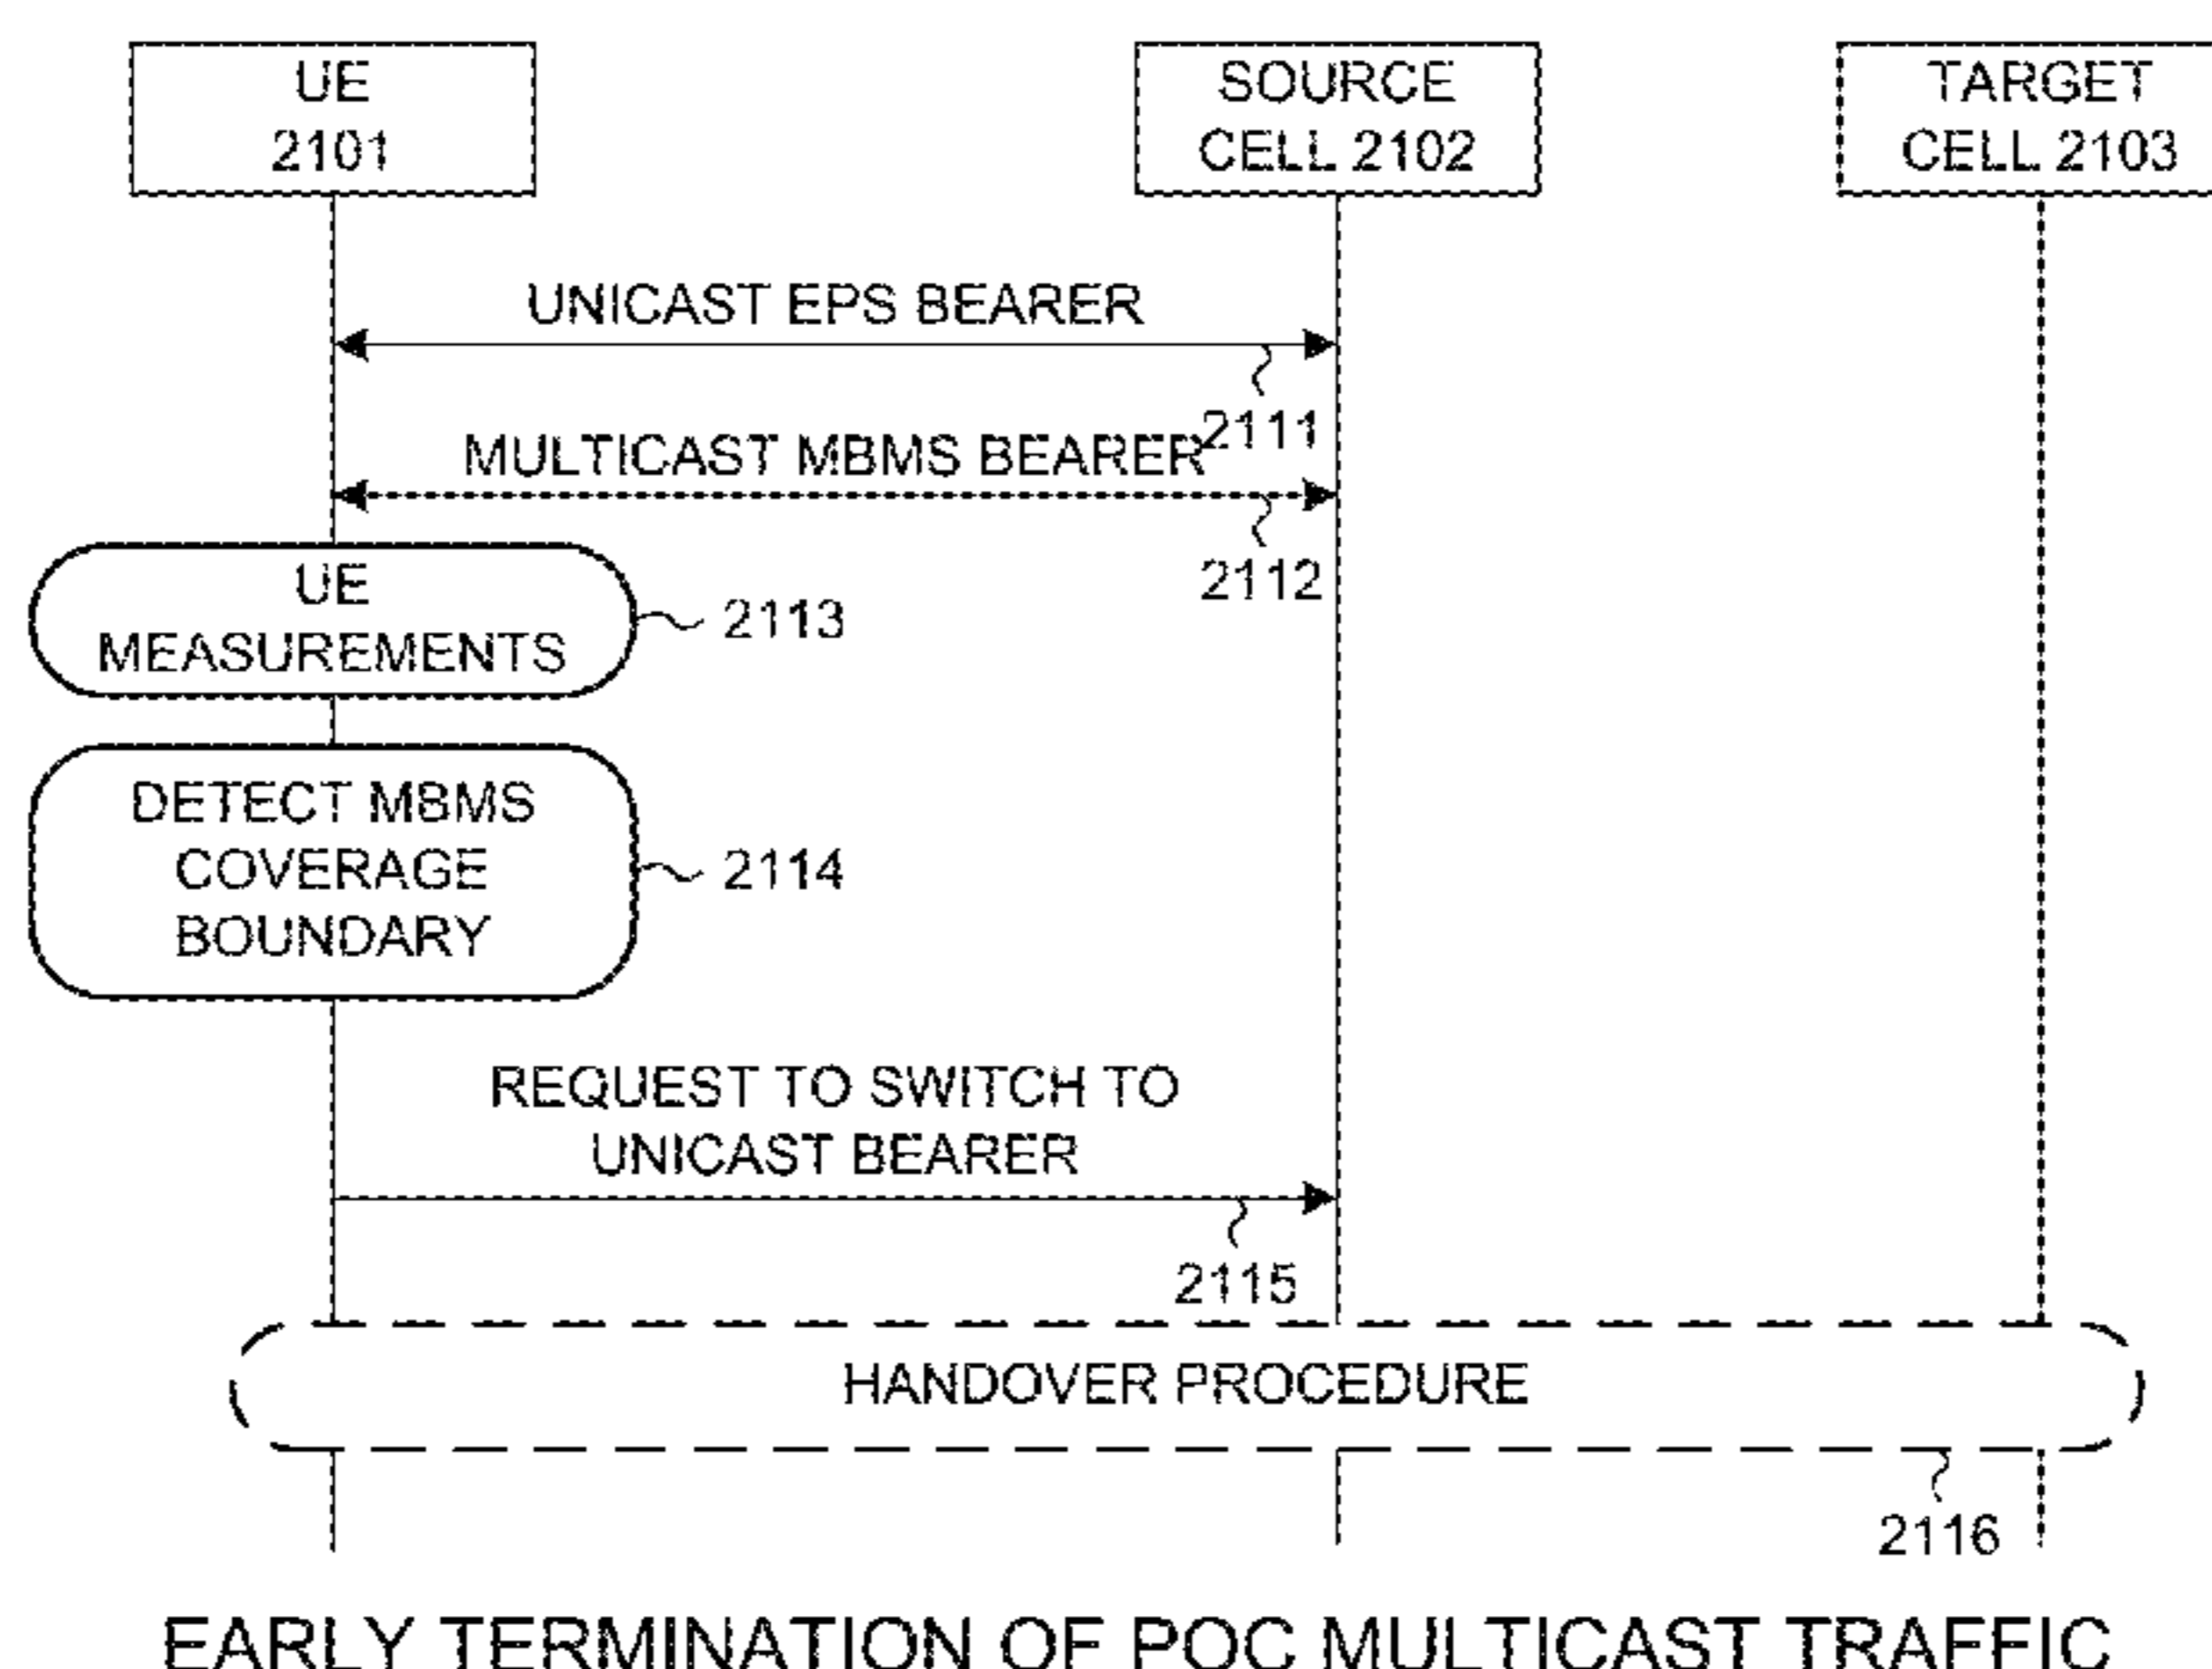 UE
2101
SOURCE
CELL 2102
TARGET
CELL 2103
UNICAST EPS BEARER
2111
MULTICAST MBMS BEARER
2112
UE
MEASUREMENTS
2113
DETECT MBMS
COVERAGE
BOUNDARY
2114
REQUEST TO SWITCH TO
UNICAST BEARER
2115
HANDOVER PROCEDURE
2116
EARLY TERMINATION OF POC MULTICAST TRAFFIC